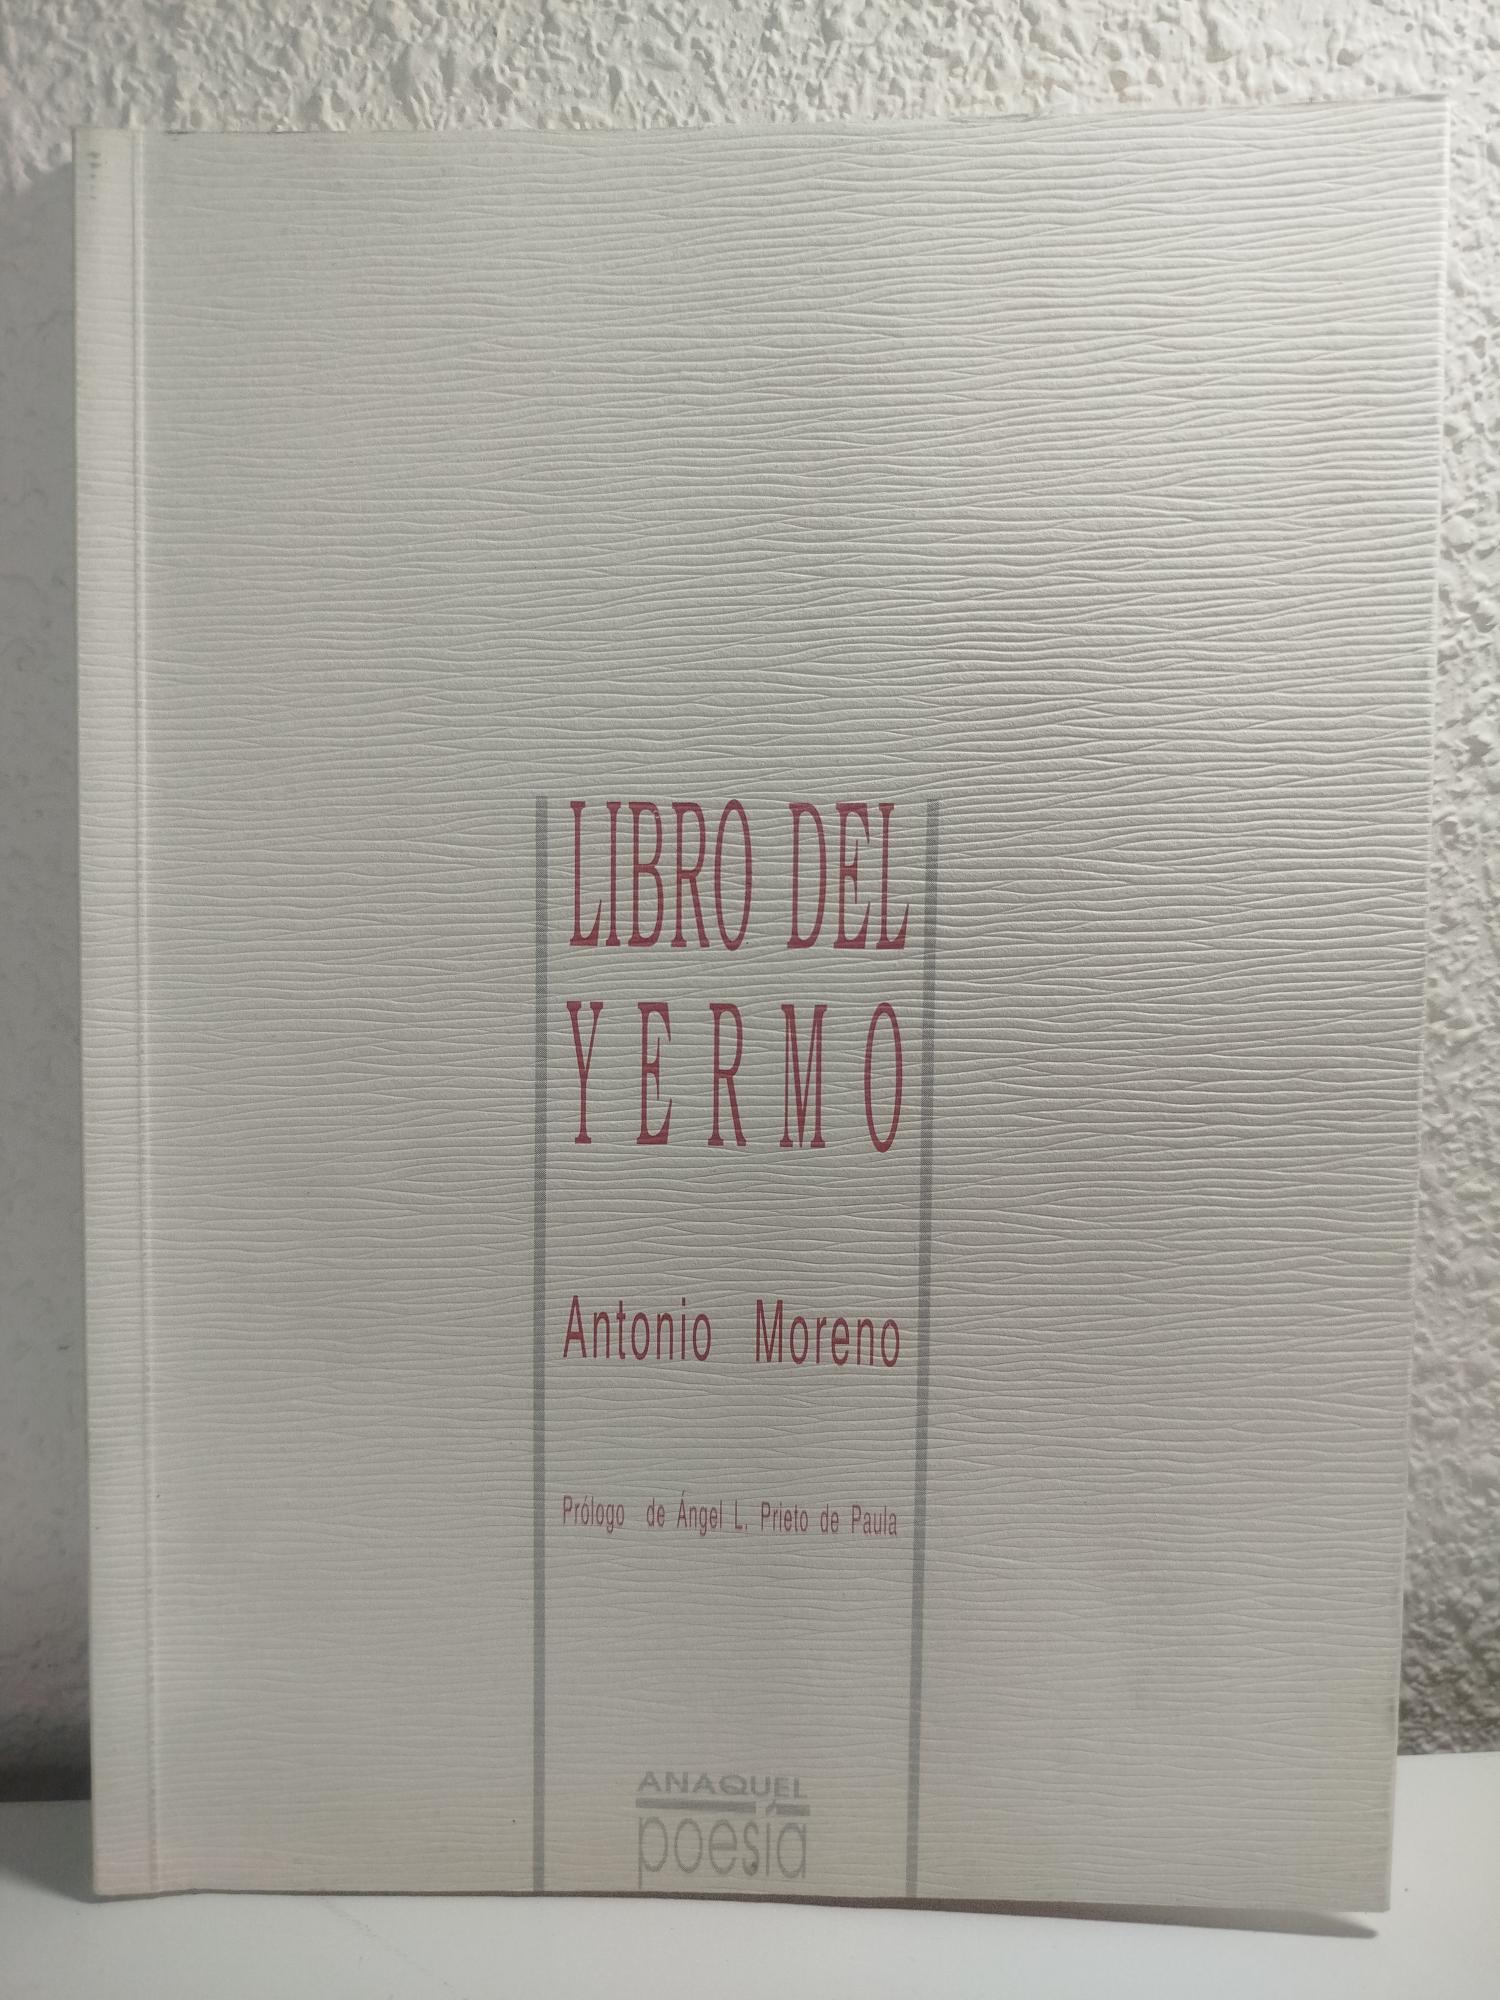 LIBRO DEL
YERMO
Antonio Moreno
Prólogo de Ángel L. Prieto de Paula
ANAQUEL
poesía